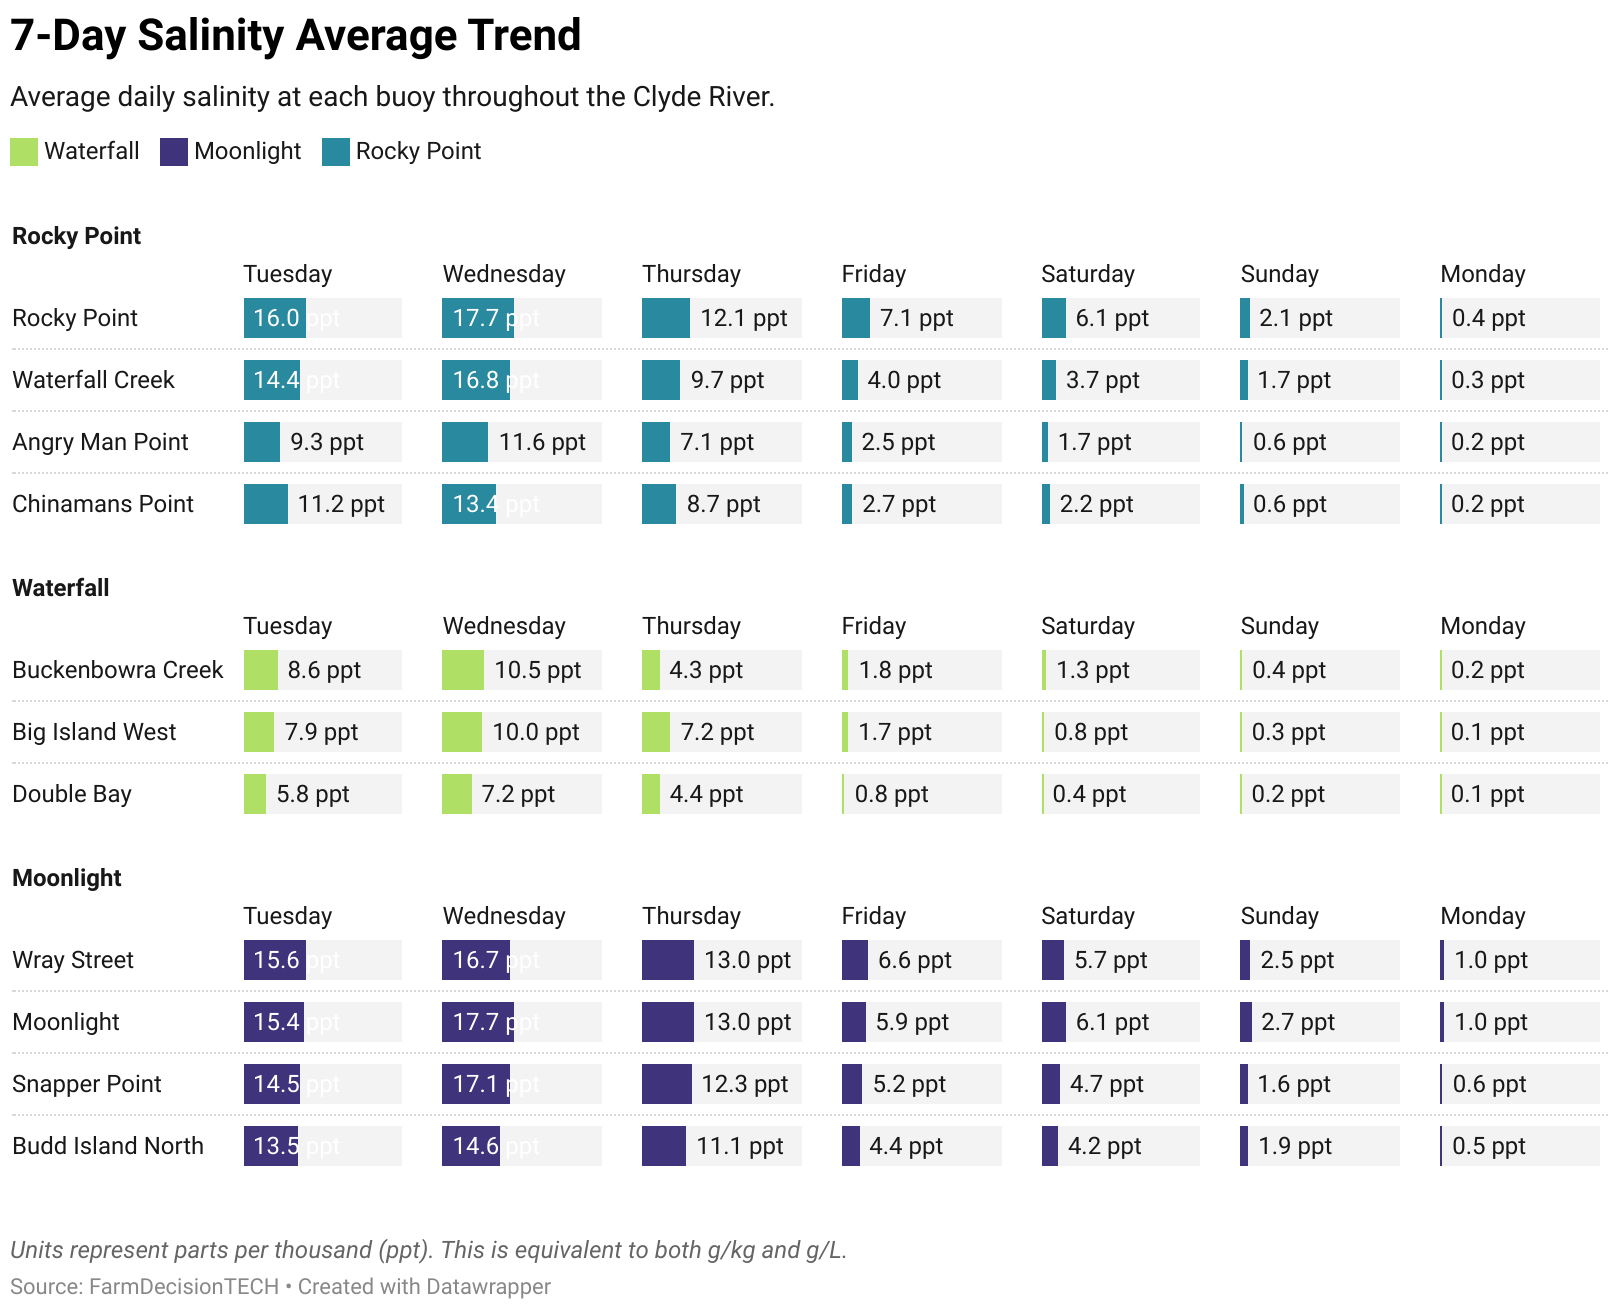 7-Day Salinity Average Trend
Average daily salinity at each buoy throughout the Clyde River.
Waterfall Moonlight Rocky Point
Rocky Point
Tuesday Wednesday Thursday Friday Saturday Sunday Monday
Rocky Point 16.0 ppt 17.7 ppt 12.1 ppt 7.1 ppt 6.1 ppt 2.1 ppt 0.4 ppt
Waterfall Creek 14.4 ppt 16.8 ppt 9.7 ppt 4.0 ppt 3.7 ppt 1.7 ppt 0.3 ppt
Angry Man Point 9.3 ppt 11.6 ppt 7.1 ppt 2.5 ppt 1.7 ppt 0.6 ppt 0.2 ppt
Chinamans Point 11.2 ppt 13.4 ppt 8.7 ppt 2.7 ppt 2.2 ppt 0.6 ppt 0.2 ppt
Waterfall
Tuesday Wednesday Thursday Friday Saturday Sunday Monday
Buckenbowra Creek 8.6 ppt 10.5 ppt 4.3 ppt 1.8 ppt 1.3 ppt 0.4 ppt 0.2 ppt
Big Island West 7.9 ppt 10.0 ppt 7.2 ppt 1.7 ppt 0.8 ppt 0.3 ppt 0.1 ppt
Double Bay 5.8 ppt 7.2 ppt 4.4 ppt 0.8 ppt 0.4 ppt 0.2 ppt 0.1 ppt
Moonlight
Tuesday Wednesday Thursday Friday Saturday Sunday Monday
Wray Street 15.6 ppt 16.7 ppt 13.0 ppt 6.6 ppt 5.7 ppt 2.5 ppt 1.0 ppt
Moonlight 15.4 ppt 17.7 ppt 13.0 ppt 5.9 ppt 6.1 ppt 2.7 ppt 1.0 ppt
Snapper Point 14.5 ppt 17.1 ppt 12.3 ppt 5.2 ppt 4.7 ppt 1.6 ppt 0.6 ppt
Budd Island North 13.5 ppt 14.6 ppt 11.1 ppt 4.4 ppt 4.2 ppt 1.9 ppt 0.5 ppt
Units represent parts per thousand (ppt). This is equivalent to both g/kg and g/L.
Source: FarmDecisionTECH • Created with Datawrapper